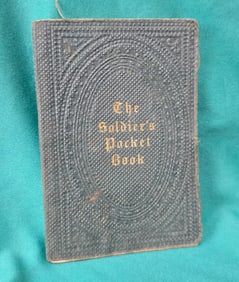 The
Soldier's
Pocket
Book